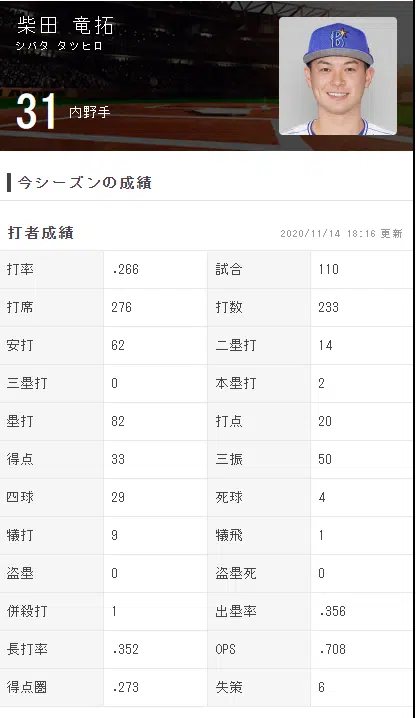 柴田 竜拓
シバタ タツヒロ
31 内野手
今シーズンの成績
打者成績 2020/11/14 18:16 更新
打率 .266 試合 110
打席 276 打数 233
安打 62 二塁打 14
三塁打 0 本塁打 2
塁打 82 打点 20
得点 33 三振 50
四球 29 死球 4
犠打 9 犠飛 1
盗塁 0 盗塁死 0
併殺打 1 出塁率 .356
長打率 .352 OPS .708
得点圏 .273 失策 6